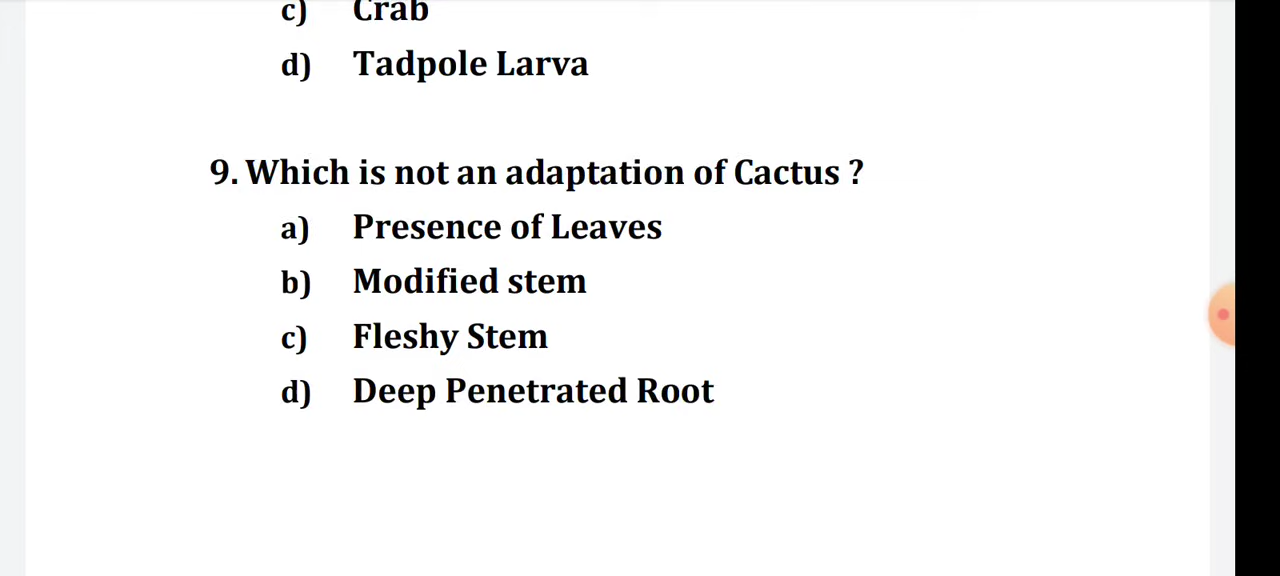 c) Crab
d) Tadpole Larva
9. Which is not an adaptation of Cactus ?
a) Presence of Leaves
b) Modified stem
c) Fleshy Stem
d) Deep Penetrated Root